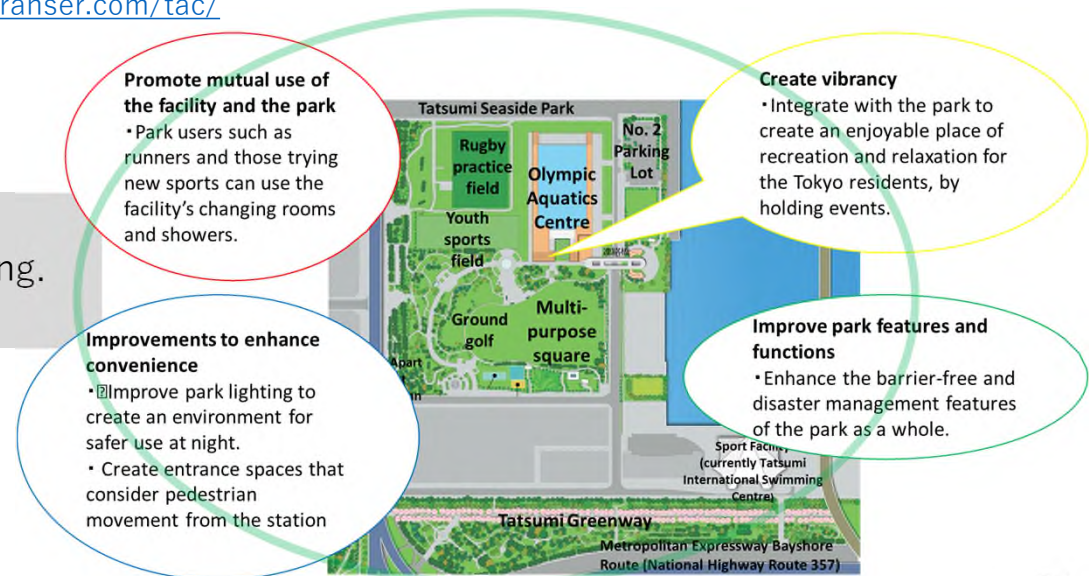 ranser.com/tac/
Promote mutual use of
the facility and the park
・Park users such as
runners and those trying
new sports can use the
facility's changing rooms
and showers.
Create vibrancy
・Integrate with the park to
create an enjoyable place of
recreation and relaxation for
the Tokyo residents, by
holding events.
Tatsumi Seaside Park
Rugby
practice
field
Olympic
Aquatics
Centre
No. 2
Parking
Lot
Youth
sports
field
ng.
Ground
golf
Multi-
purpose
square
Apart
Improvements to enhance
convenience
・Improve park lighting to
create an environment for
safer use at night.
・ Create entrance spaces that
consider pedestrian
movement from the station
Improve park features and
functions
・Enhance the barrier-free and
disaster management features
of the park as a whole.
Sport Facility
(currently Tatsumi
International Swimming
Centre)
Tatsumi Greenway
Metropolitan Expressway Bayshore
Route (National Highway Route 357)